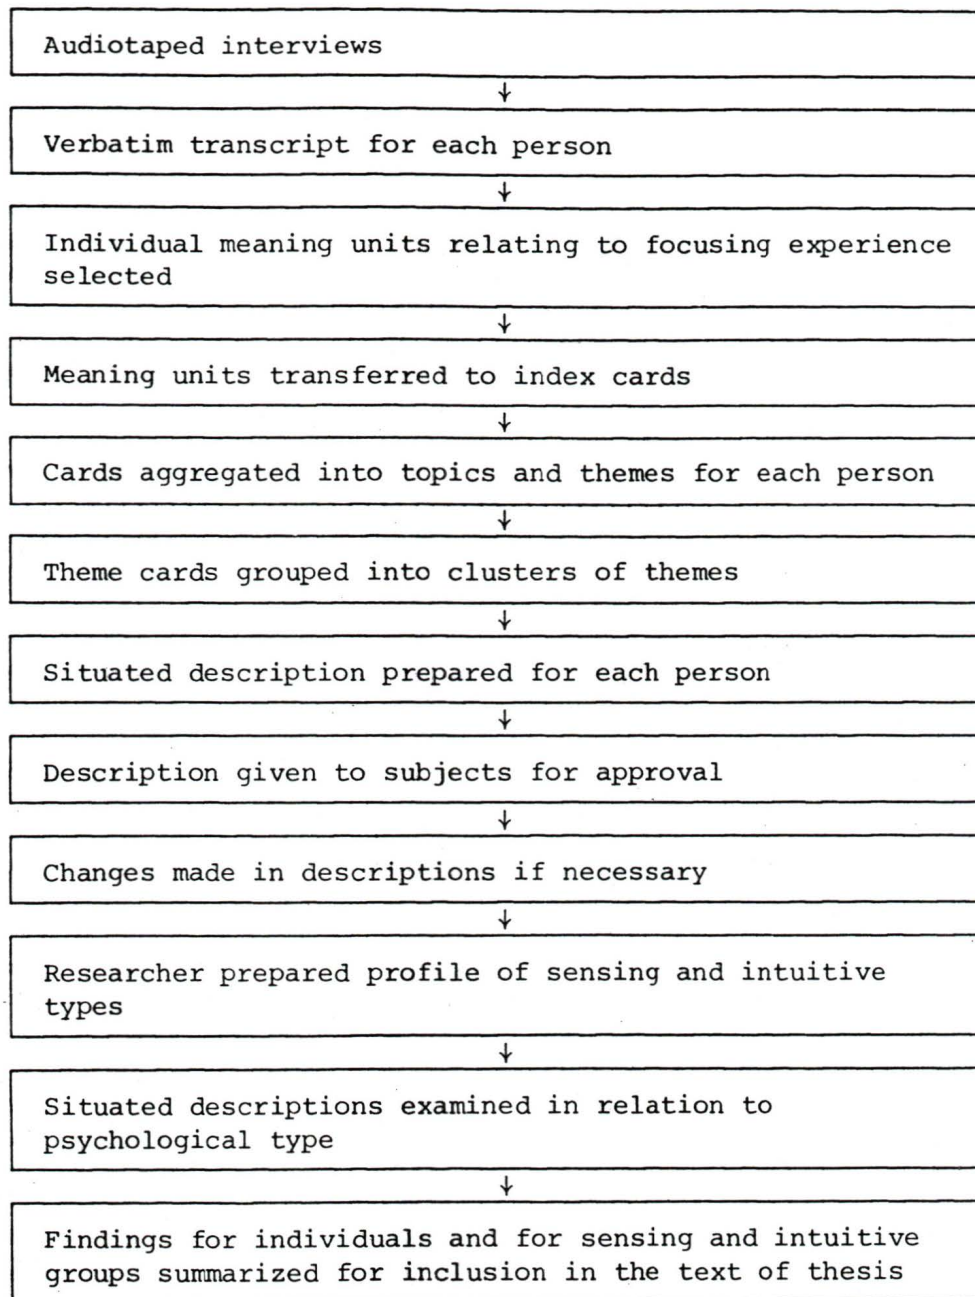 Audiotaped interviews
↓
Verbatim transcript for each person
↓
Individual meaning units relating to focusing experience
selected
↓
Meaning units transferred to index cards
↓
Cards aggregated into topics and themes for each person
↓
Theme cards grouped into clusters of themes
↓
Situated description prepared for each person
↓
Description given to subjects for approval
↓
Changes made in descriptions if necessary
↓
Researcher prepared profile of sensing and intuitive
types
↓
Situated descriptions examined in relation to
psychological type
↓
Findings for individuals and for sensing and intuitive
groups summarized for inclusion in the text of thesis